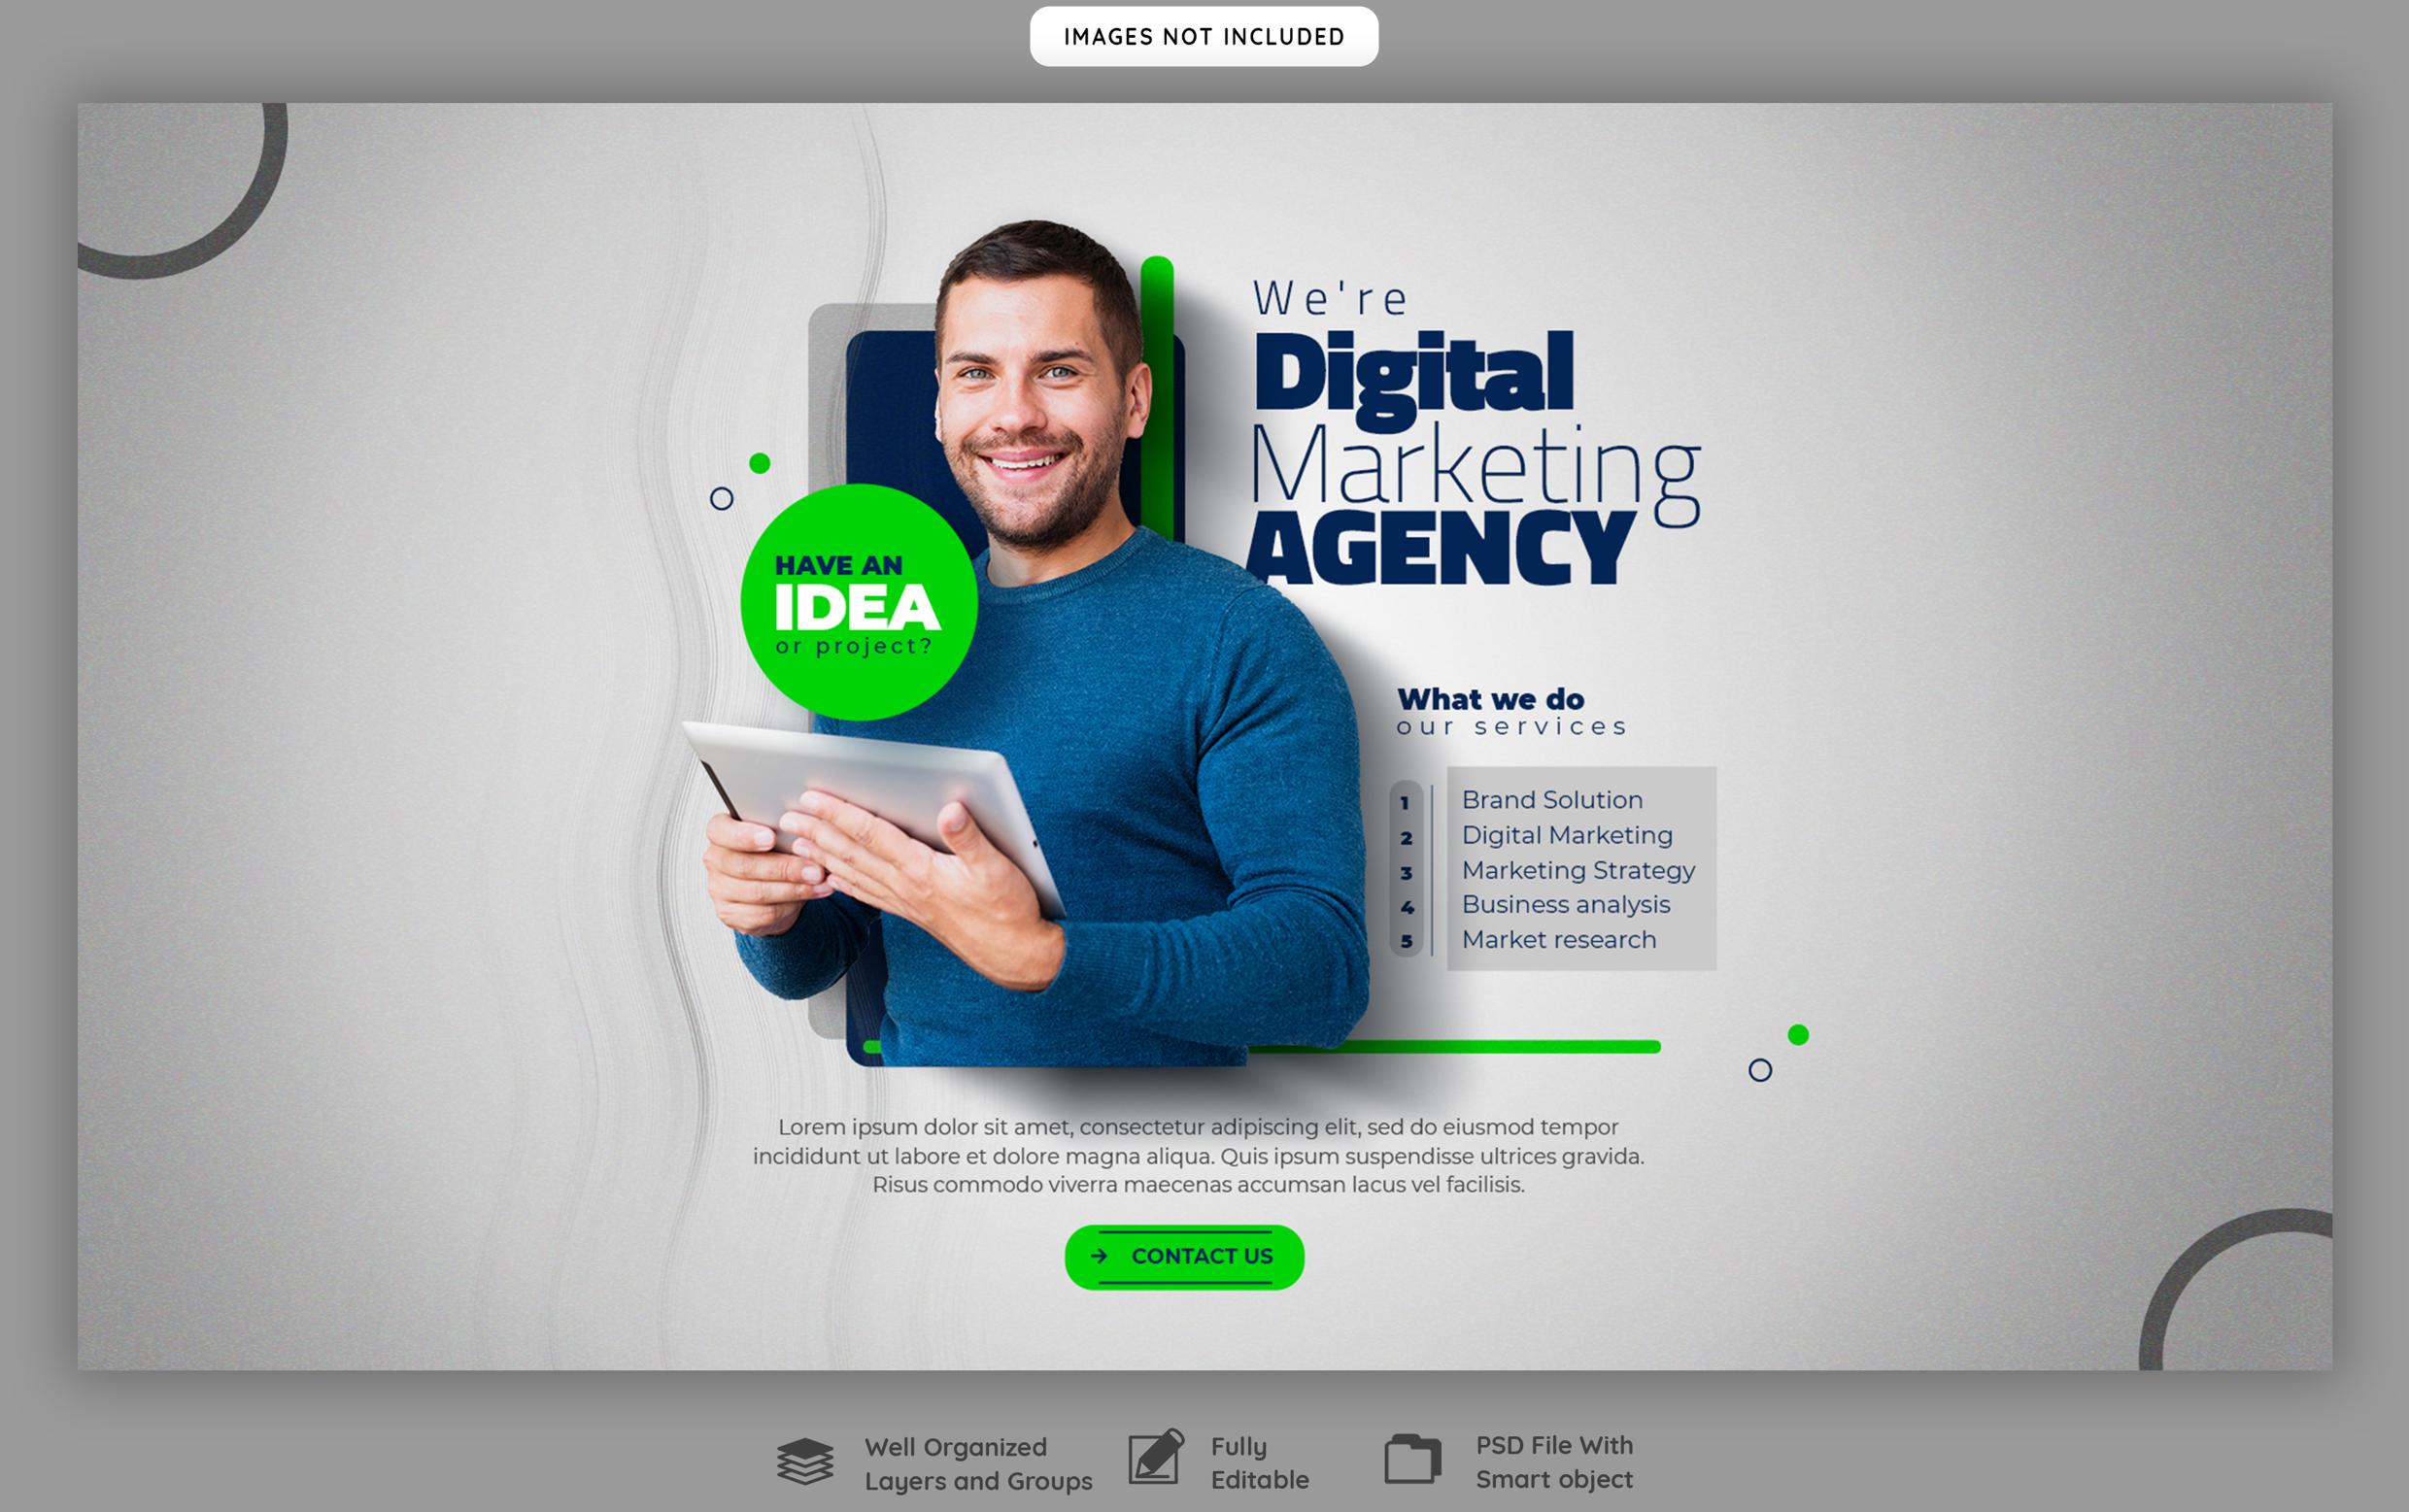 IMAGES NOT INCLUDED
We're
Digital
Marketing
AGENCY
HAVE AN
IDEA
or project?
What we do
our services
1 Brand Solution
2 Digital Marketing
3 Marketing Strategy
4 Business analysis
5 Market research
Lorem ipsum dolor sit amet, consectetur adipiscing elit, sed do eiusmod tempor
incididunt ut labore et dolore magna aliqua. Quis ipsum suspendisse ultrices gravida.
Risus commodo viverra maecenas accumsan lacus vel facilisis.
→ CONTACT US
Well Organized
Layers and Groups
Fully
Editable
PSD File With
Smart object